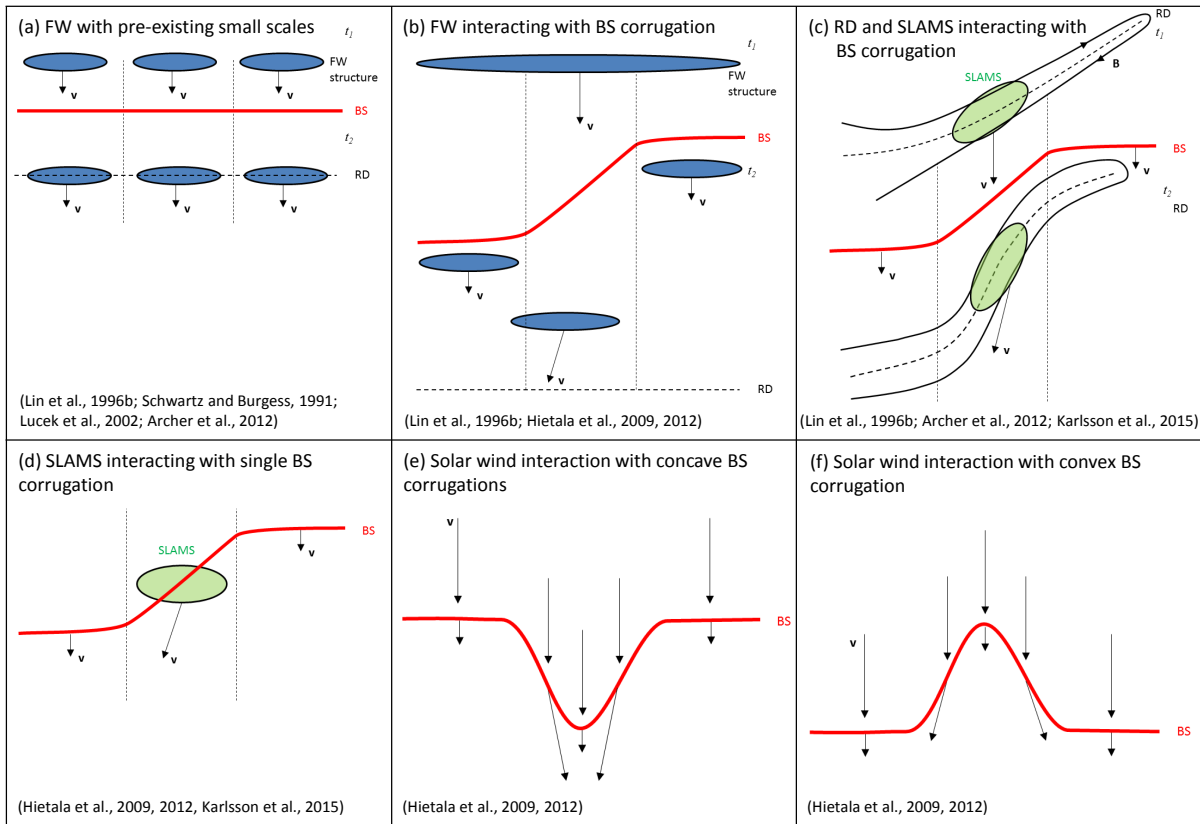 (a) FW with pre-existing small scales
t1
FW
structure
v
v
v
BS
t2
RD
v
v
v
(Lin et al., 1996b; Schwartz and Burgess, 1991;
Lucek et al., 2002; Archer et al., 2012)
(b) FW interacting with BS corrugation
t1
FW
structure
v
BS
t2
v
v
v
RD
(Lin et al., 1996b; Hietala et al., 2009, 2012)
(c) RD and SLAMS interacting with
BS corrugation
RD
t1
B
SLAMS
v
BS
v
t2
RD
v
v
(Lin et al., 1996b; Archer et al., 2012; Karlsson et al., 2015)
(d) SLAMS interacting with single BS
corrugation
BS
SLAMS
v
v
v
(Hietala et al., 2009, 2012, Karlsson et al., 2015)
(e) Solar wind interaction with concave BS
corrugations
v
BS
(Hietala et al., 2009, 2012)
(f) Solar wind interaction with convex BS
corrugation
v
BS
(Hietala et al., 2009, 2012)